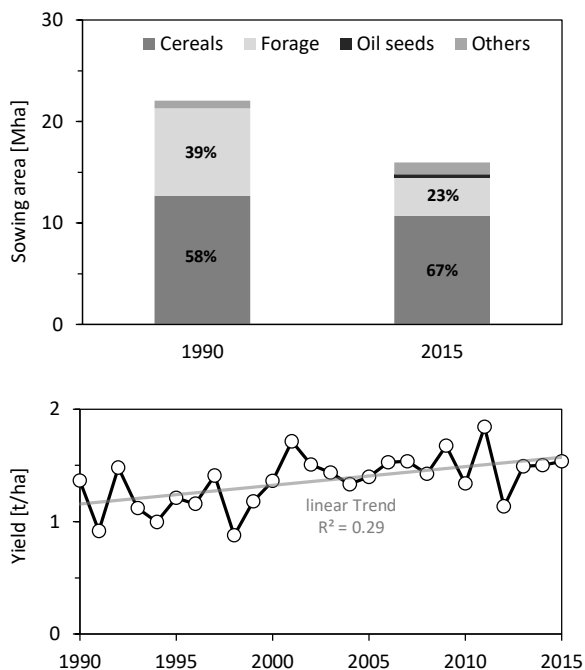 30
Cereals Forage Oil seeds Others
20
10
0
Sowing area [Mha]
39%
58%
23%
67%
1990 2015
2
1
0
Yield [t/ha]
linear Trend
R² = 0.29
1990 1995 2000 2005 2010 2015